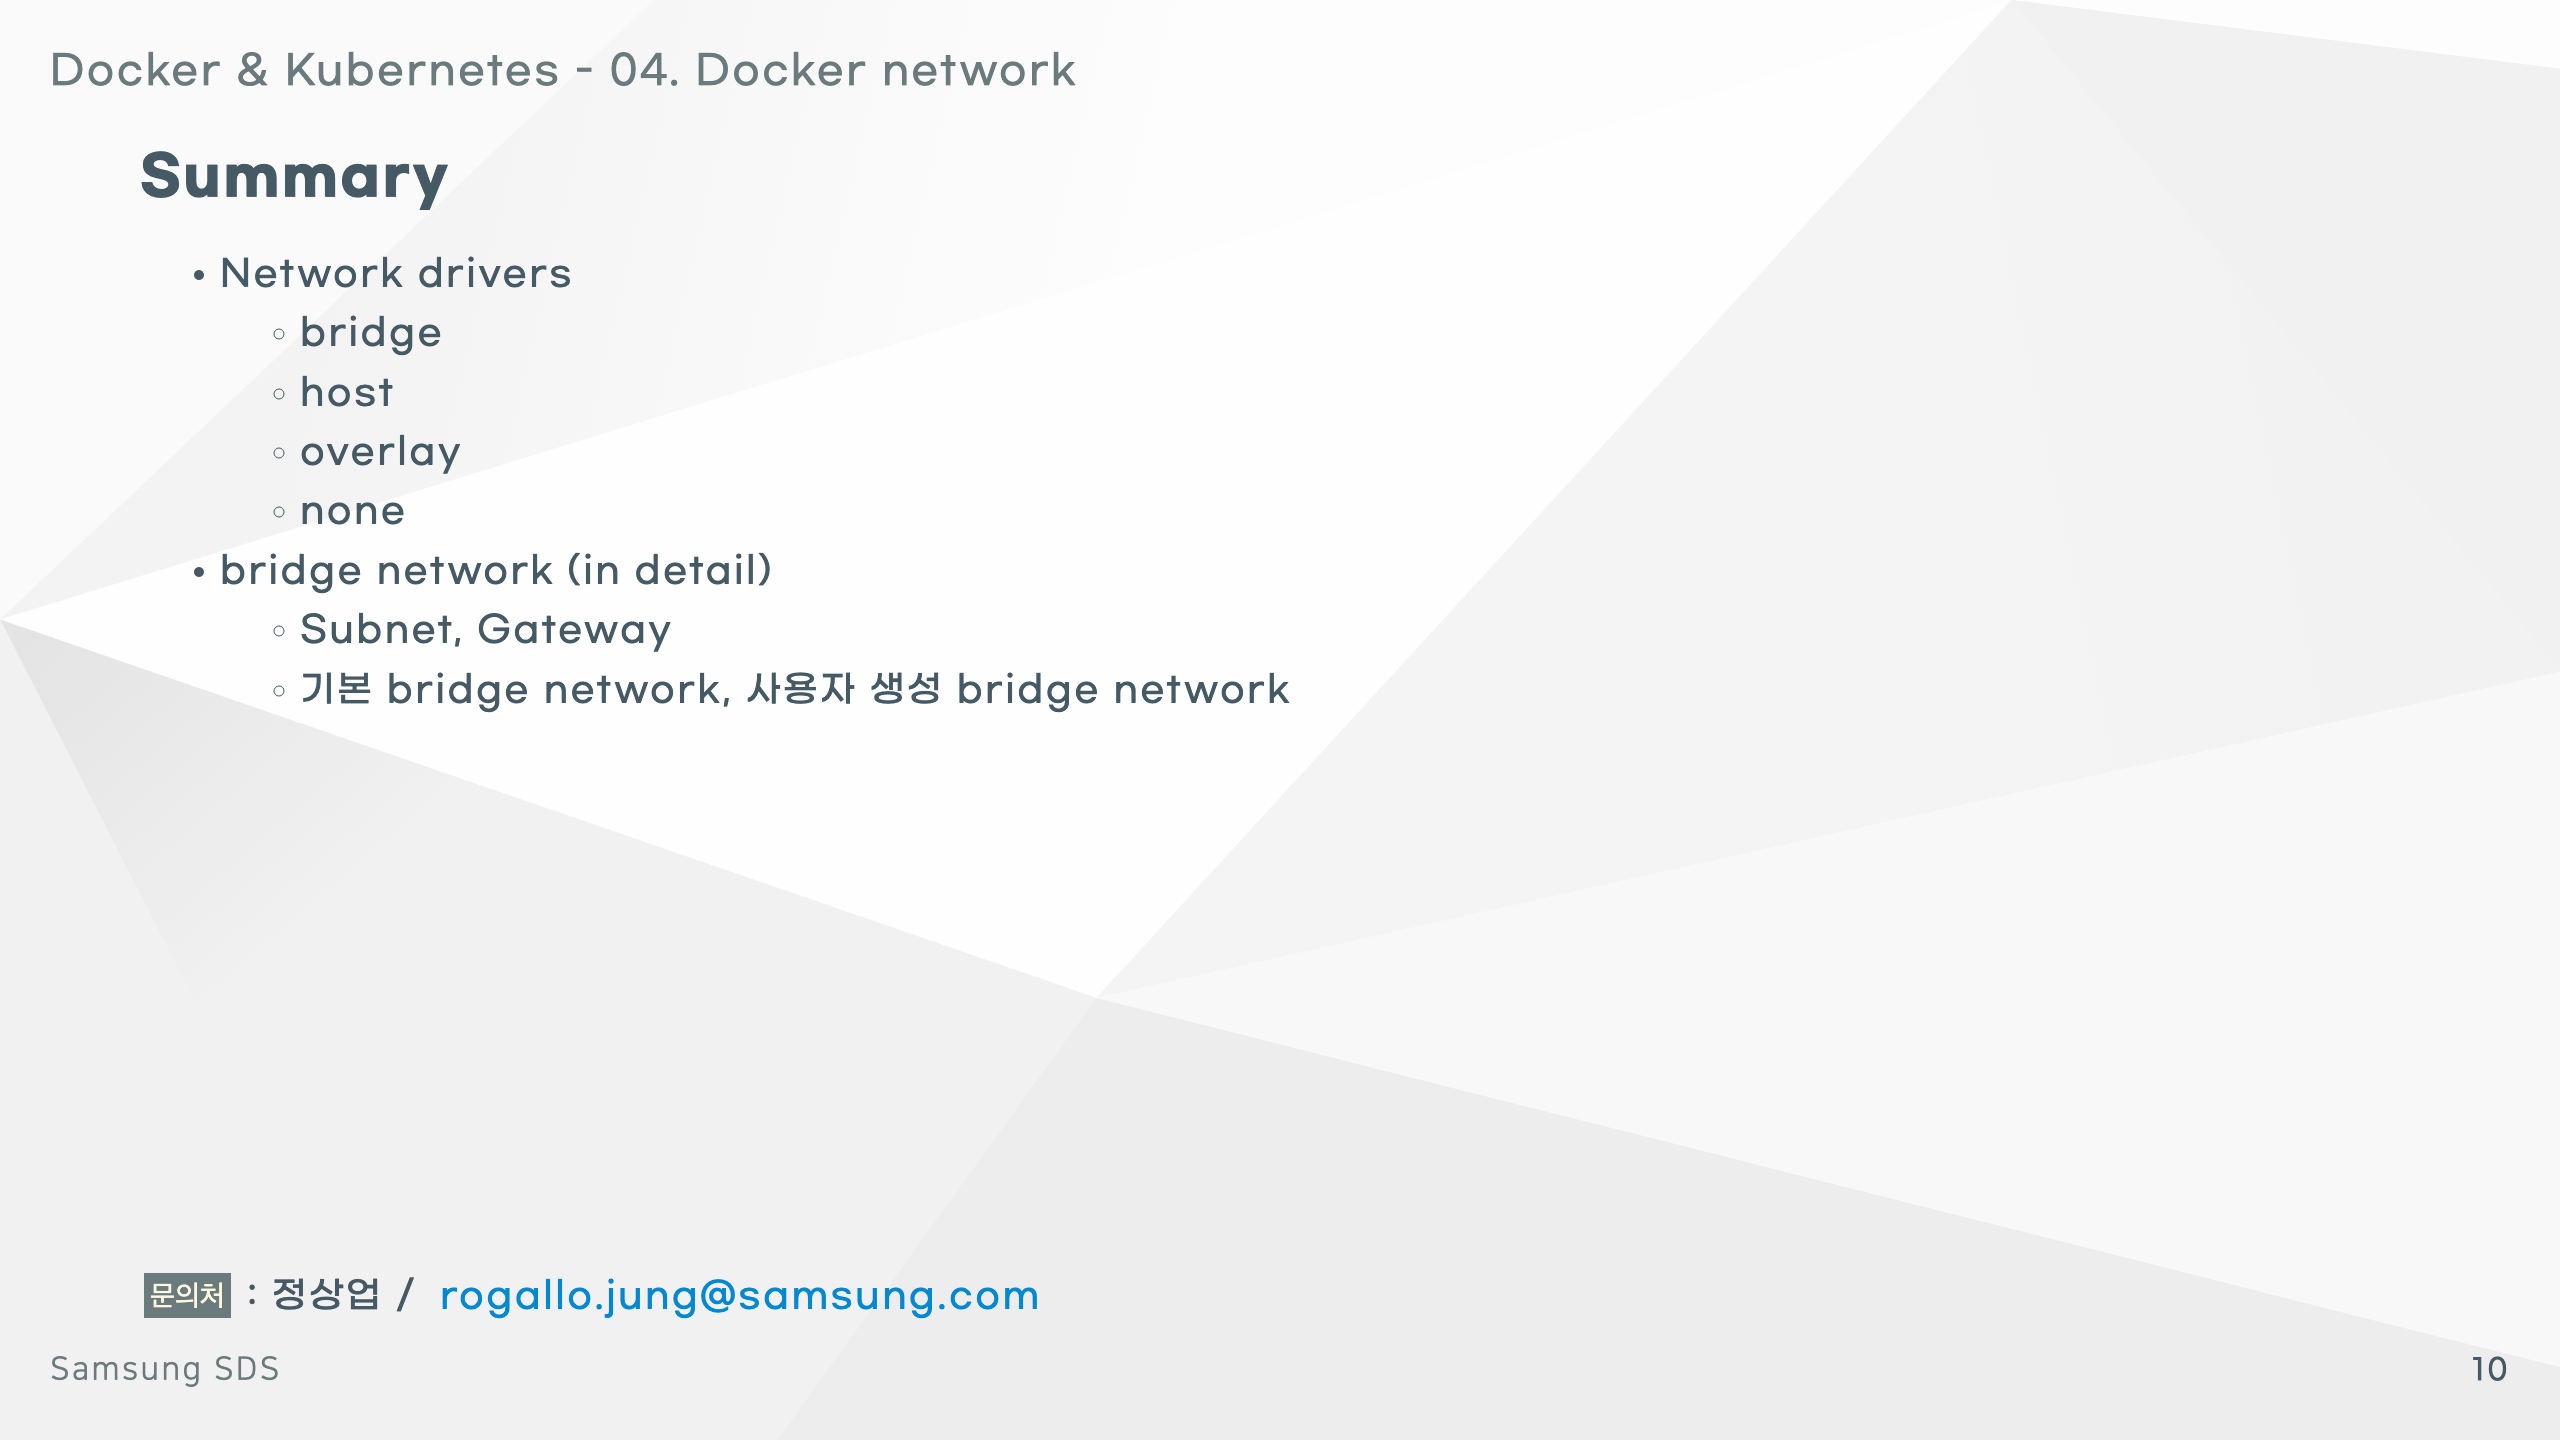 Docker & Kubernetes - 04. Docker network
Summary
• Network drivers
◦ bridge
◦ host
◦ overlay
◦ none
• bridge network (in detail)
◦ Subnet, Gateway
◦ 기본 bridge network, 사용자 생성 bridge network
문의처 : 정상업 / rogallo.jung@samsung.com
Samsung SDS
10